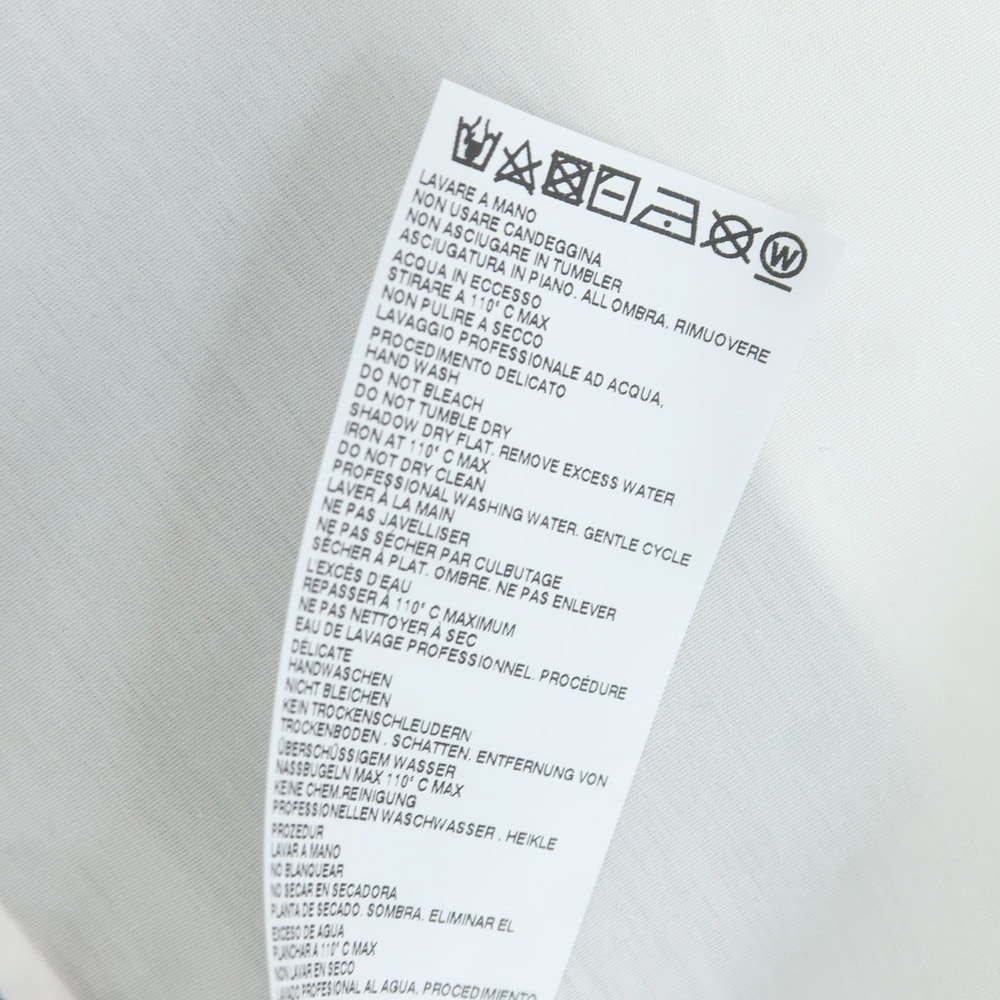 W
LAVARE A MANO
NON USARE CANDEGGINA
NON ASCIUGARE IN TUMBLER
ASCIUGATURA IN PIANO. ALL OMBRA. RIMUOVERE
ACQUA IN ECCESSO
STIRARE A 110° C MAX
NON PULIRE A SECCO
LAVAGGIO PROFESSIONALE AD ACQUA,
PROCEDIMENTO DELICATO
HAND WASH
DO NOT BLEACH
DO NOT TUMBLE DRY
SHADOW DRY FLAT. REMOVE EXCESS WATER
IRON AT 110° C MAX
DO NOT DRY CLEAN
PROFESSIONAL WASHING WATER. GENTLE CYCLE
LAVER À LA MAIN
NE PAS JAVELLISER
NE PAS SÉCHER PAR CULBUTAGE
SÉCHER À PLAT. OMBRE. NE PAS ENLEVER
L'EXCÈS D'EAU
REPASSER À 110° C MAXIMUM
NE PAS NETTOYER À SEC
EAU DE LAVAGE PROFESSIONNEL. PROCÉDURE
DÉLICATE
HANDWASCHEN
NICHT BLEICHEN
KEIN TROCKENSCHLEUDERN
TROCKENBODEN . SCHATTEN. ENTFERNUNG VON
ÜBERSCHÜSSIGEM WASSER
NASSBUGELN MAX 110° C MAX
KEINE CHEM.REINIGUNG
PROFESSIONELLEN WASCHWASSER . HEIKLE
PROZEDUR
LAVAR A MANO
NO BLANQUEAR
NO SECAR EN SECADORA
PLANTA DE SECADO. SOMBRA. ELIMINAR EL
EXCESO DE AGUA
PLANCHAR A 110° C MAX
NON LAVAR EN SECO
LAVADO PROFESIONAL AL AGUA, PROCEDIMIENTO